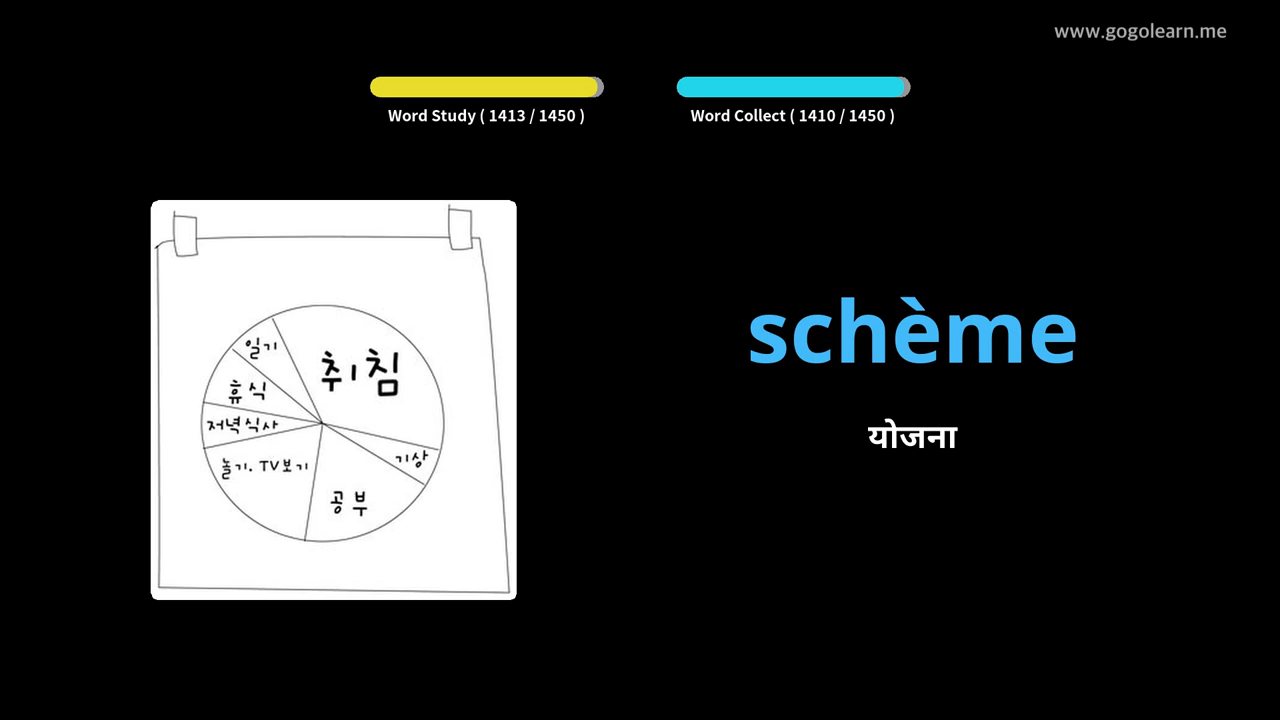 www.gogolearn.me
Word Study ( 1413 / 1450 )
Word Collect ( 1410 / 1450 )
일기
취침
휴식
저녁식사
놀기. TV보기
기상
공부
schème
योजना